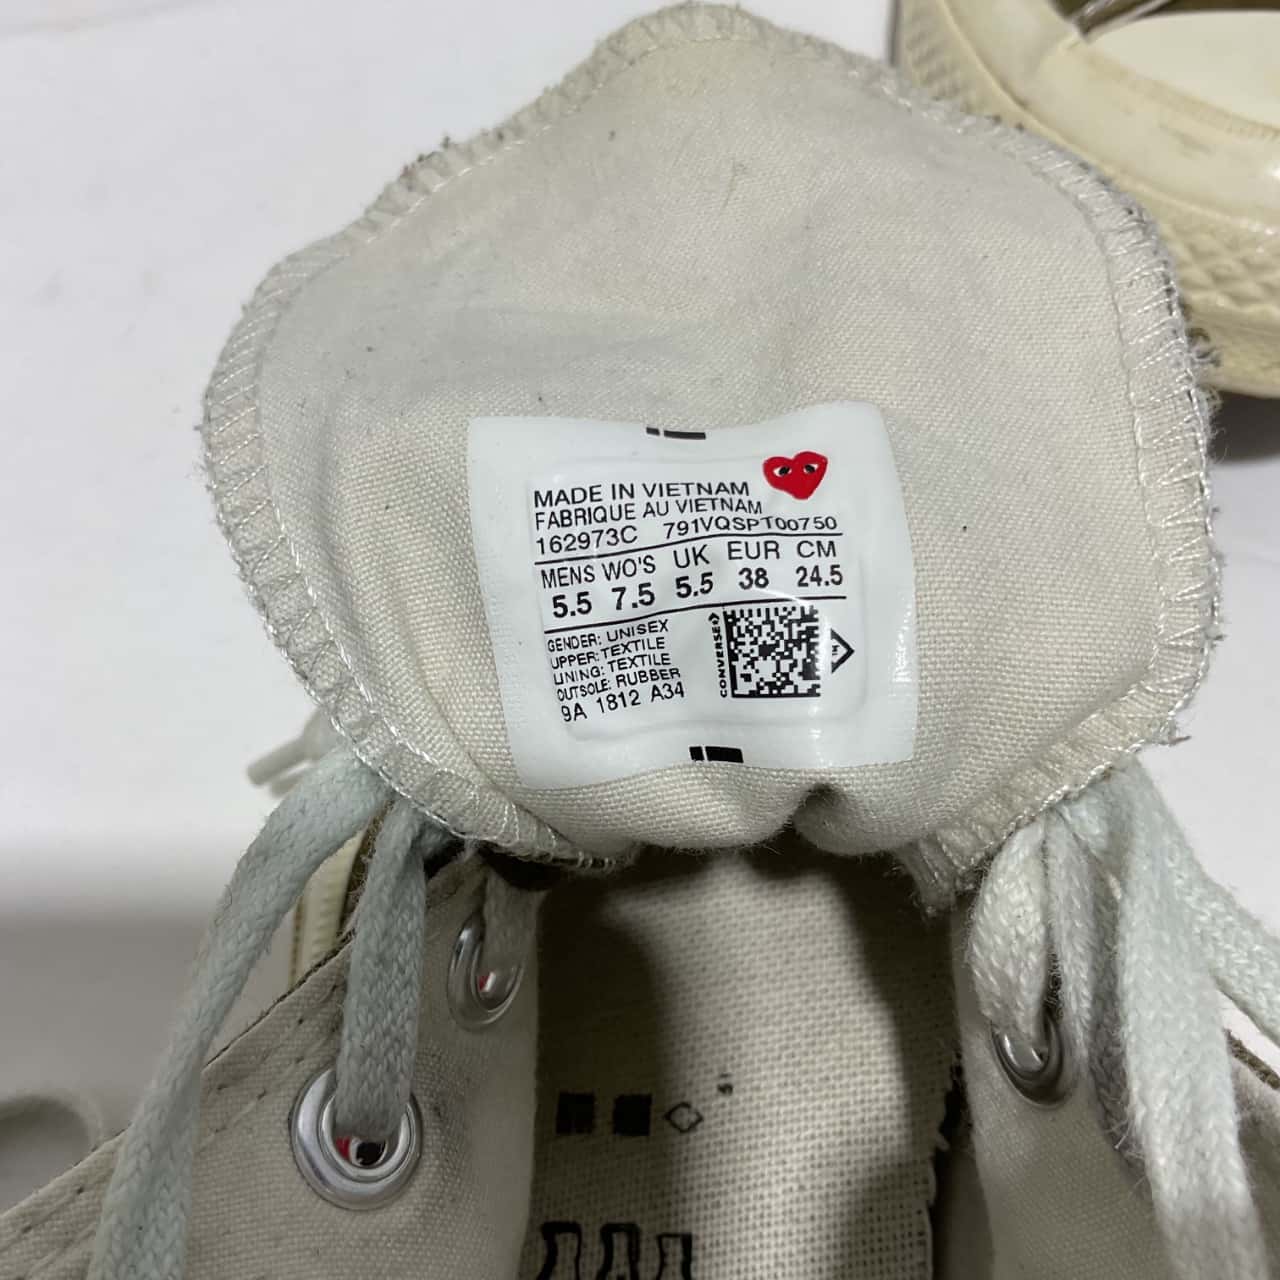 MADE IN VIETNAM
FABRIQUE AU VIETNAM
162973C 791VQSPT00750
MENS WO'S UK EUR CM
5.5 7.5 5.5 38 24.5
GENDER: UNISEX
UPPER: TEXTILE
LINING: TEXTILE
OUTSOLE: RUBBER
9A 1812 A34
CONVERSE